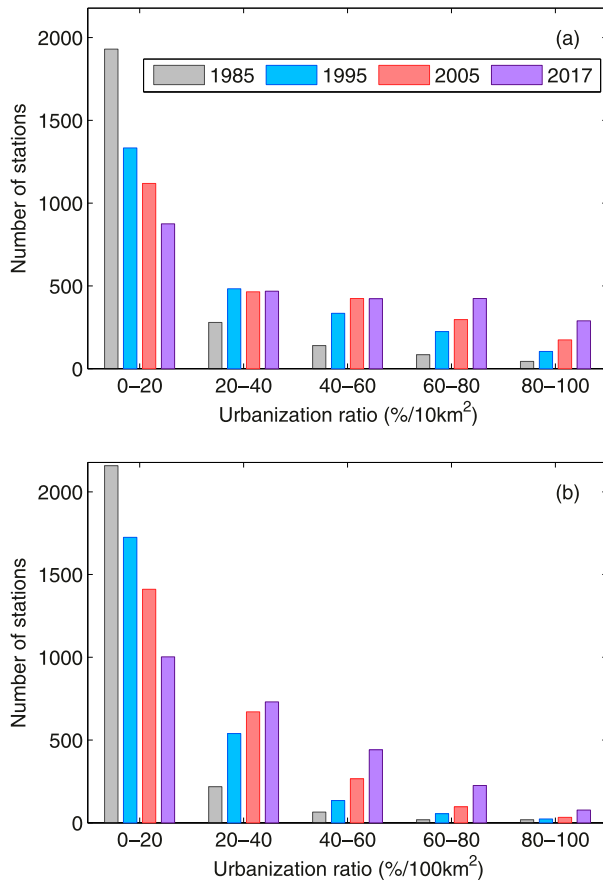 2000
1500
1000
500
0
Number of stations
(a)
1985 1995 2005 2017
0–20 20–40 40–60 60–80 80–100
Urbanization ratio (%/10km²)
2000
1500
1000
500
0
Number of stations
(b)
0–20 20–40 40–60 60–80 80–100
Urbanization ratio (%/100km²)